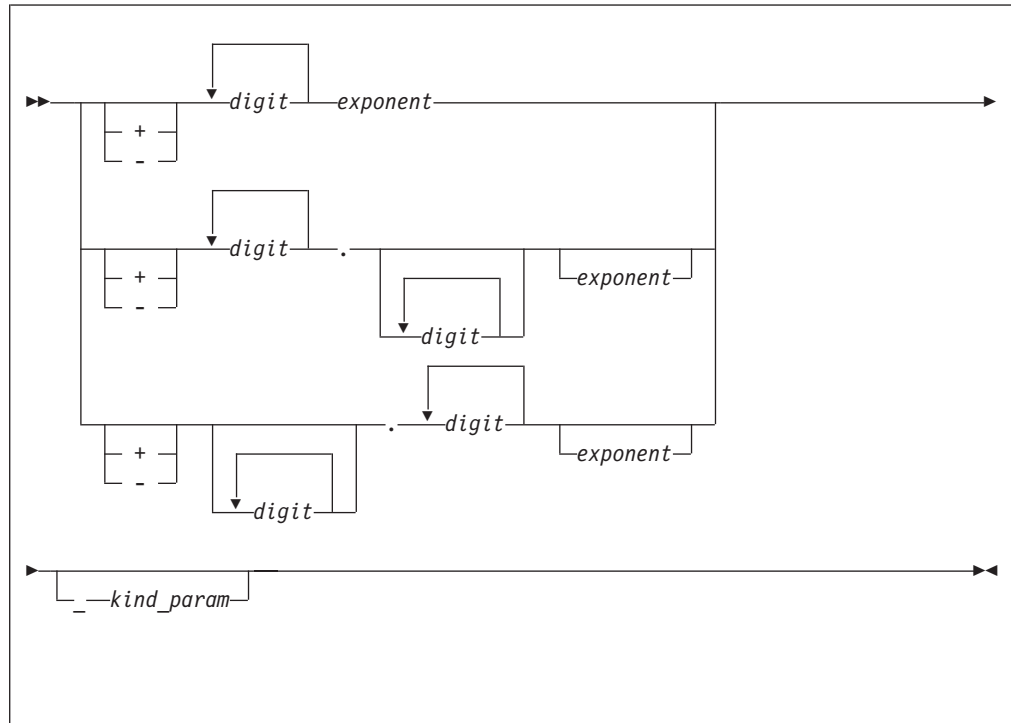 digit exponent
+
-
digit .
+ exponent
-
digit
. digit
+ exponent
-
digit
_ kind_param